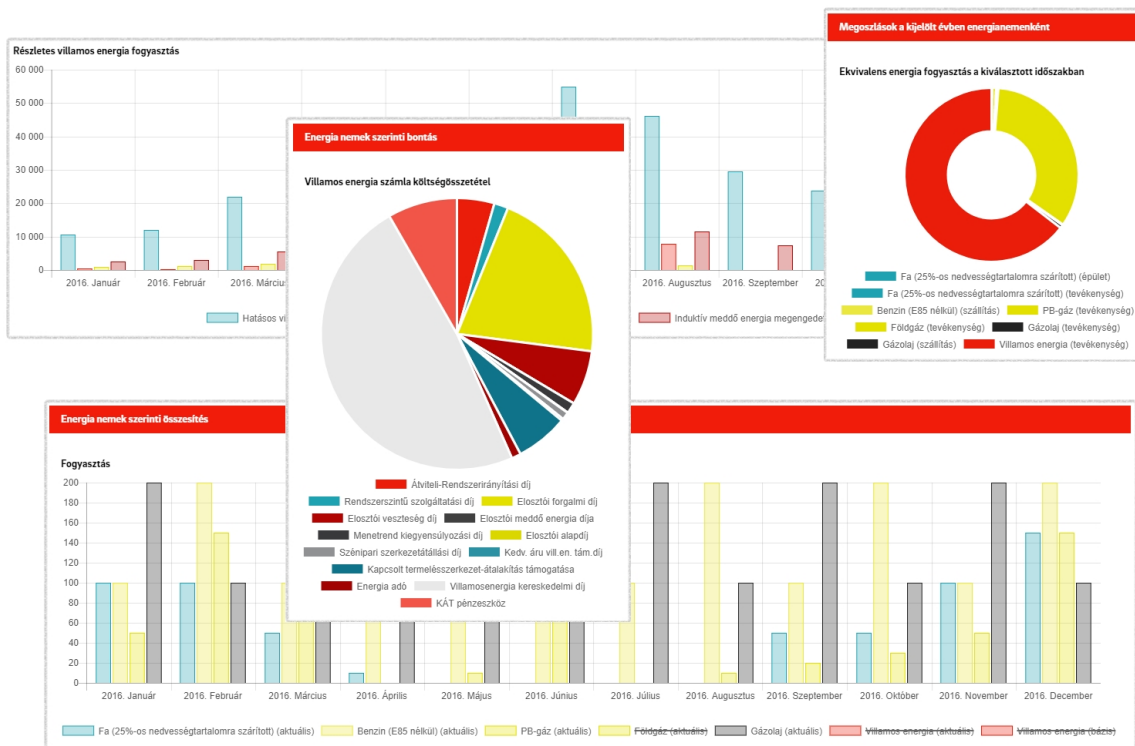 Részletes villamos energia fogyasztás
60 000
50 000
40 000
30 000
20 000
10 000
0
2016. Január
2016. Február
2016. Március
2016. Augusztus
2016. Szeptember
Induktív meddő energia megengedet
Megoszlások a kijelölt évben energianemenként
Ekvivalens energia fogyasztás a kiválasztott időszakban
Fa (25%-os nedvességtartalomra szárított) (épület)
Fa (25%-os nedvességtartalomra szárított) (tevékenység)
Benzin (E85 nélkül) (szállítás) PB-gáz (tevékenység)
Földgáz (tevékenység) Gázolaj (tevékenység)
Gázolaj (szállítás) Villamos energia (tevékenység)
Energia nemek szerinti bontás
Villamos energia számla költségösszetétel
Átviteli-Rendszerirányítási díj
Rendszerszintű szolgáltatási díj Elosztói forgalmi díj
Elosztói veszteség díj Elosztói meddő energia díja
Menetrend kiegyensúlyozási díj Elosztói alapdíj
Szénipari szerkezetátállási díj Kedv. áru vill.en. tám.díj
Kapcsolt termelésszerkezet-átalakítás támogatása
Energia adó Villamosenergia kereskedelmi díj
KÁT pénzeszköz
Energia nemek szerinti összesítés
Fogyasztás
200
180
160
140
120
100
80
60
40
20
0
2016. Január
2016. Február
2016. Március
2016. Április
2016. Május
2016. Június
2016. Július
2016. Augusztus
2016. Szeptember
2016. Október
2016. November
2016. December
Fa (25%-os nedvességtartalomra szárított) (aktuális) Benzin (E85 nélkül) (aktuális) PB-gáz (aktuális) Földgáz (aktuális) Gázolaj (aktuális) Villamos energia (aktuális) Villamos energia (bázis)